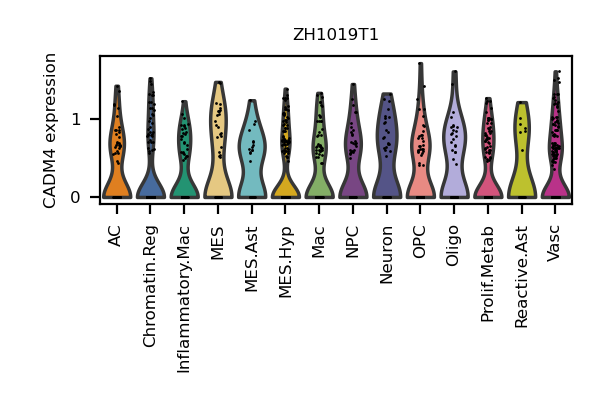 ZH1019T1
CADM4 expression
1
0
AC
Chromatin.Reg
Inflammatory.Mac
MES
MES.Ast
MES.Hyp
Mac
NPC
Neuron
OPC
Oligo
Prolif.Metab
Reactive.Ast
Vasc